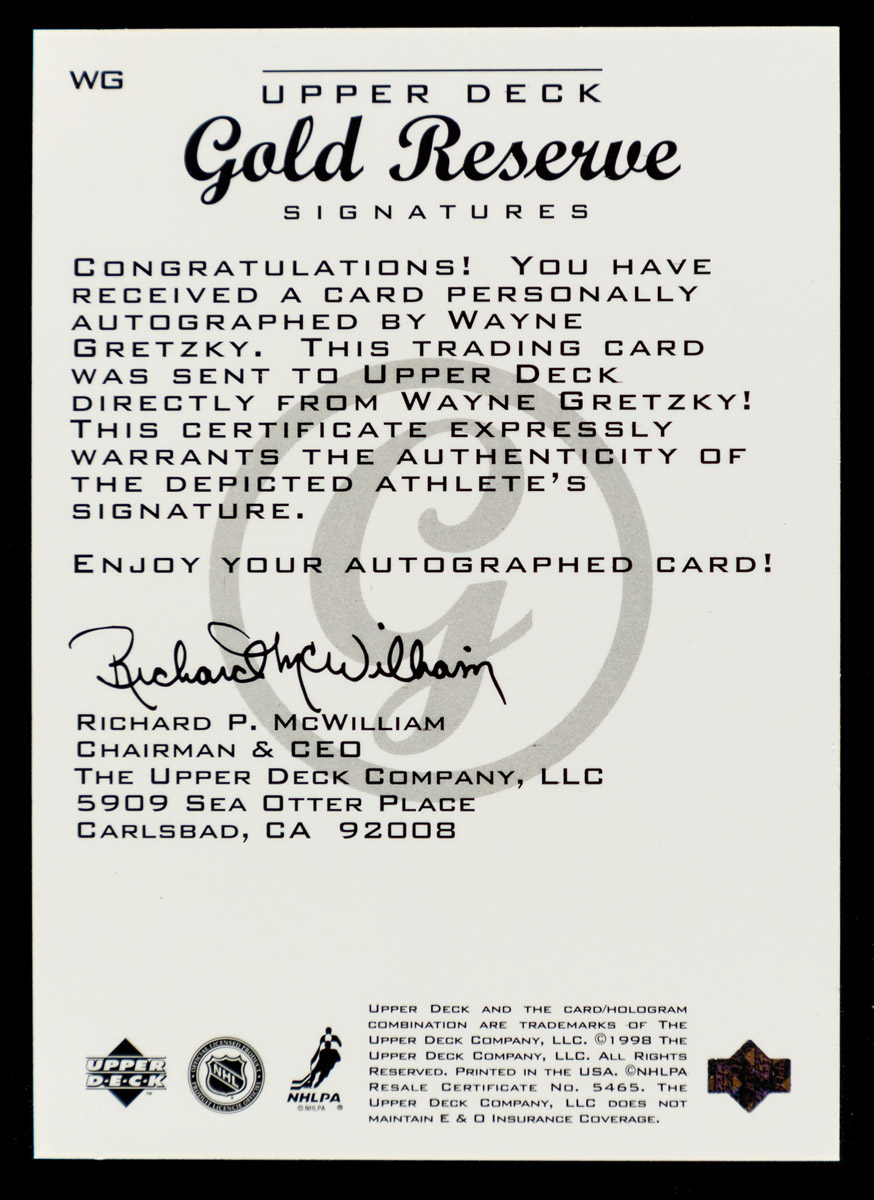 WG
UPPER DECK
Gold Reserve
SIGNATURES
CONGRATULATIONS! YOU HAVE
RECEIVED A CARD PERSONALLY
AUTOGRAPHED BY WAYNE
GRETZKY. THIS TRADING CARD
WAS SENT TO UPPER DECK
DIRECTLY FROM WAYNE GRETZKY!
THIS CERTIFICATE EXPRESSLY
WARRANTS THE AUTHENTICITY OF
THE DEPICTED ATHLETE'S
SIGNATURE.
ENJOY YOUR AUTOGRAPHED CARD!
G
Richard McWilliam
RICHARD P. MCWILLIAM
CHAIRMAN & CEO
THE UPPER DECK COMPANY, LLC
5909 SEA OTTER PLACE
CARLSBAD, CA 92008
UPPER
DECK
™
NHL
NHLPA
© NHLPA ®
UPPER DECK AND THE CARD/HOLOGRAM
COMBINATION ARE TRADEMARKS OF THE
UPPER DECK COMPANY, LLC. ©1998 THE
UPPER DECK COMPANY, LLC. ALL RIGHTS
RESERVED. PRINTED IN THE USA. ©NHLPA
RESALE CERTIFICATE NO. 5465. THE
UPPER DECK COMPANY, LLC DOES NOT
MAINTAIN E & O INSURANCE COVERAGE.